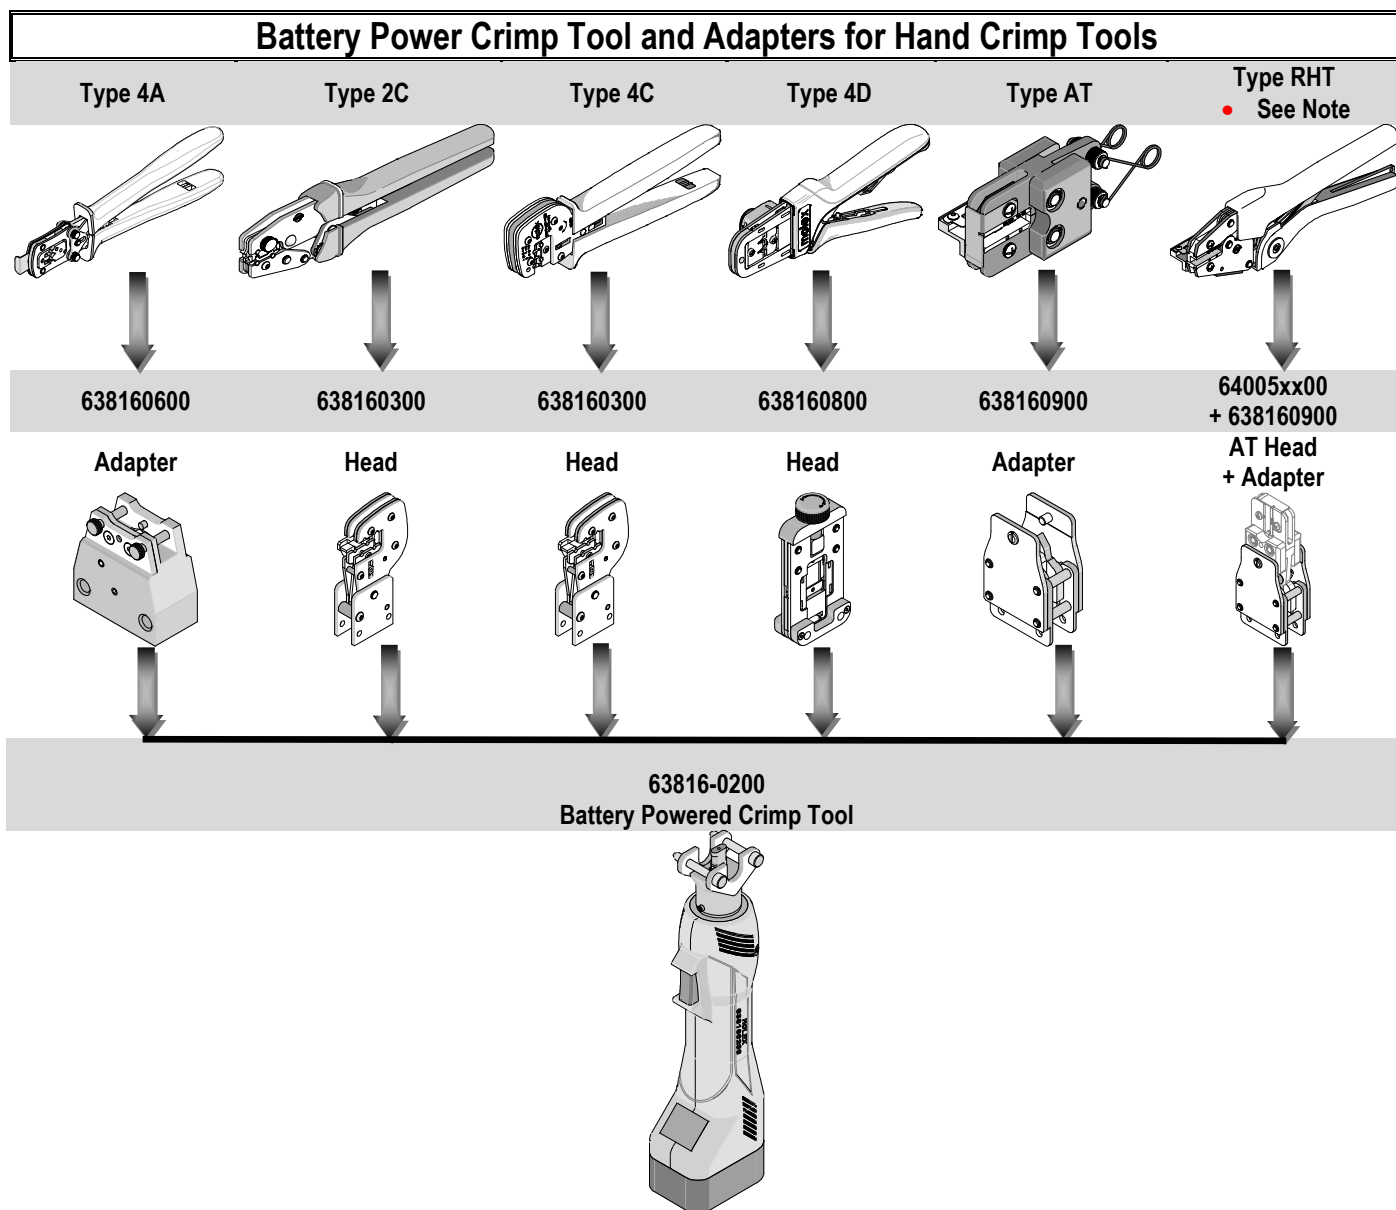 Battery Power Crimp Tool and Adapters for Hand Crimp Tools
Type 4A
Type 2C
Type 4C
Type 4D
Type AT
Type RHT
• See Note
molex
638160600
638160300
638160300
638160800
638160900
64005xx00
+ 638160900
Adapter
Head
Head
Head
Adapter
AT Head
+ Adapter
63816-0200
Battery Powered Crimp Tool
MOLEX